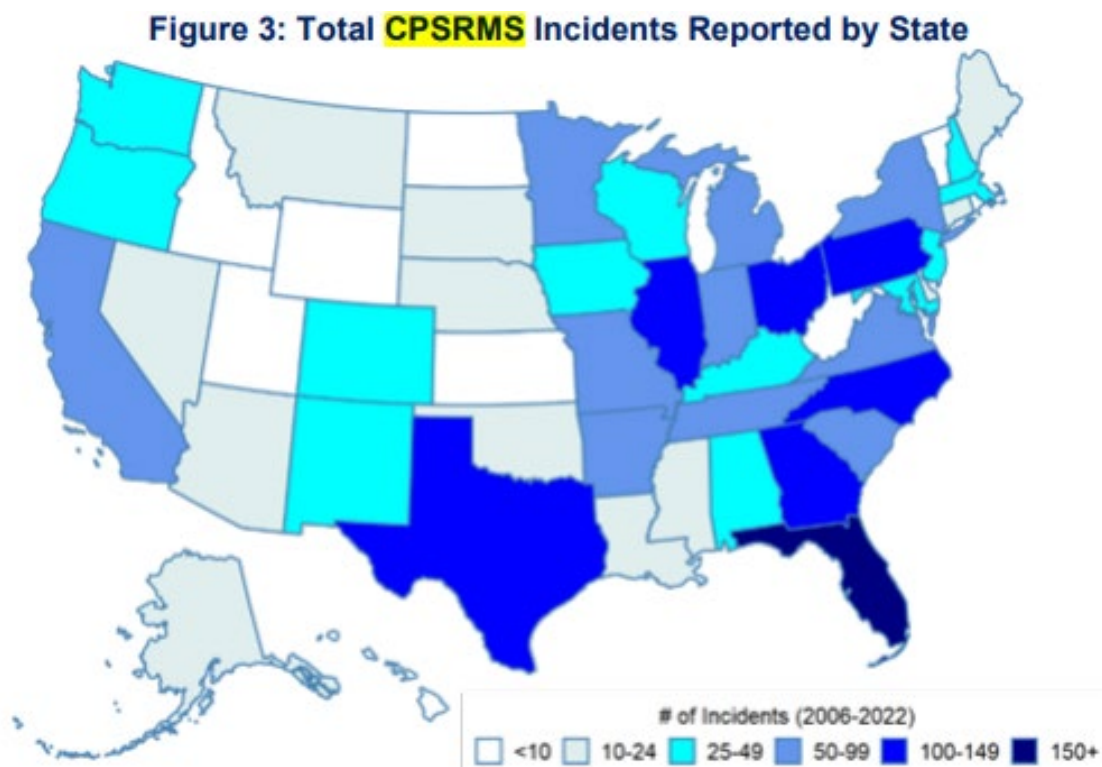 Figure 3: Total CPSRMS Incidents Reported by State
# of Incidents (2006-2022)
<10 10-24 25-49 50-99 100-149 150+